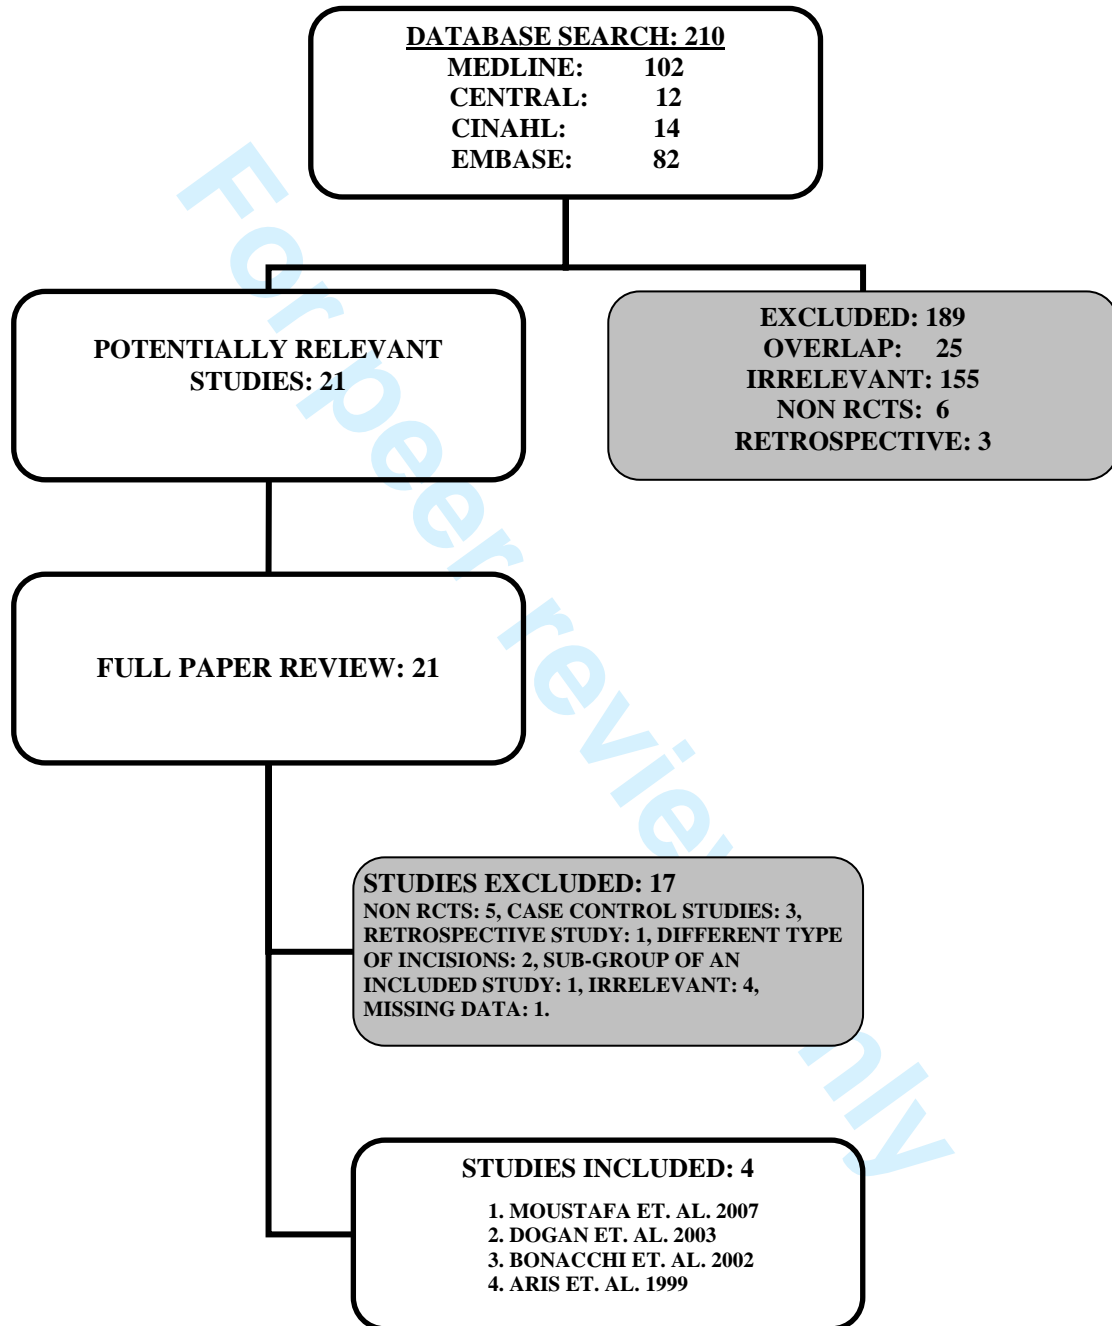 DATABASE SEARCH: 210
MEDLINE: 102
CENTRAL: 12
CINAHL: 14
EMBASE: 82
POTENTIALLY RELEVANT
STUDIES: 21
EXCLUDED: 189
OVERLAP: 25
IRRELEVANT: 155
NON RCTS: 6
RETROSPECTIVE: 3
FULL PAPER REVIEW: 21
STUDIES EXCLUDED: 17
NON RCTS: 5, CASE CONTROL STUDIES: 3,
RETROSPECTIVE STUDY: 1, DIFFERENT TYPE
OF INCISIONS: 2, SUB-GROUP OF AN
INCLUDED STUDY: 1, IRRELEVANT: 4,
MISSING DATA: 1.
STUDIES INCLUDED: 4
1. MOUSTAFA ET. AL. 2007
2. DOGAN ET. AL. 2003
3. BONACCHI ET. AL. 2002
4. ARIS ET. AL. 1999
For peer review only